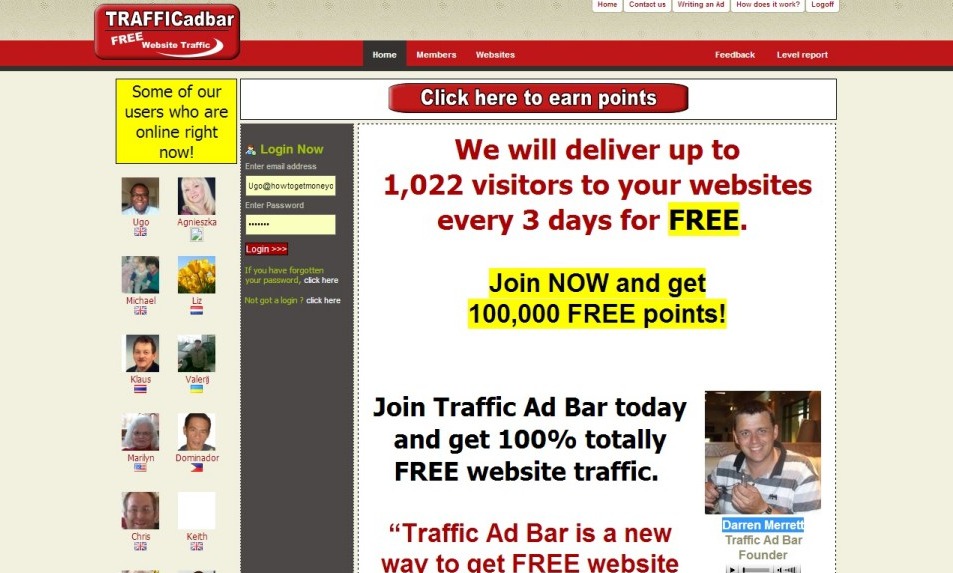 TRAFFICadbar
FREE Website Traffic
Home
Contact us
Writing an Ad
How does it work?
Logoff
Home
Members
Websites
Feedback
Level report
Some of our
users who are
online right
now!
Ugo
Agnieszka
Michael
Liz
Klaus
Valerij
Marilyn
Dominador
Chris
Keith
Click here to earn points
Login Now
Enter email address
Ugo@howtogetmoneyo
Enter Password
•••••••
Login >>>
If you have forgotten
your password, click here
Not got a login ? click here
We will deliver up to
1,022 visitors to your websites
every 3 days for FREE.
Join NOW and get
100,000 FREE points!
Join Traffic Ad Bar today
and get 100% totally
FREE website traffic.
“Traffic Ad Bar is a new
way to get FREE website
Darren Merrett
Traffic Ad Bar
Founder